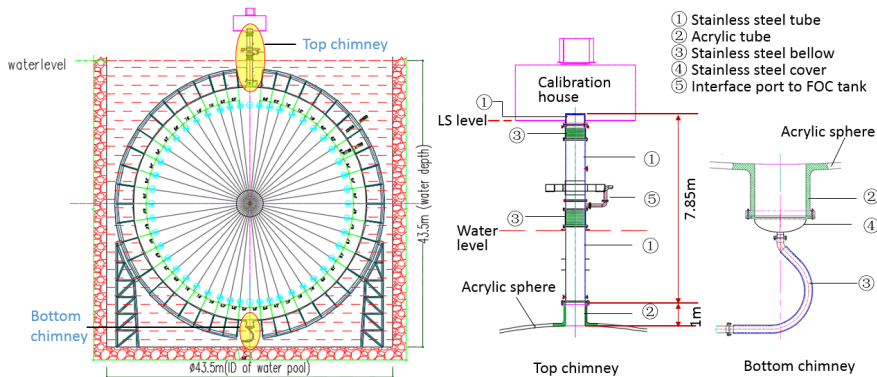 Top chimney
waterlevel
43.5m (water depth)
Bottom
chimney
ø43.5m(ID of water pool)
① Stainless steel tube
② Acrylic tube
③ Stainless steel bellow
④ Stainless steel cover
⑤ Interface port to FOC tank
Calibration
house
①
LS level
③
①
⑤
③
Water
level
①
7.85m
Acrylic sphere
②
1m
Top chimney
Acrylic sphere
②
④
③
Bottom chimney